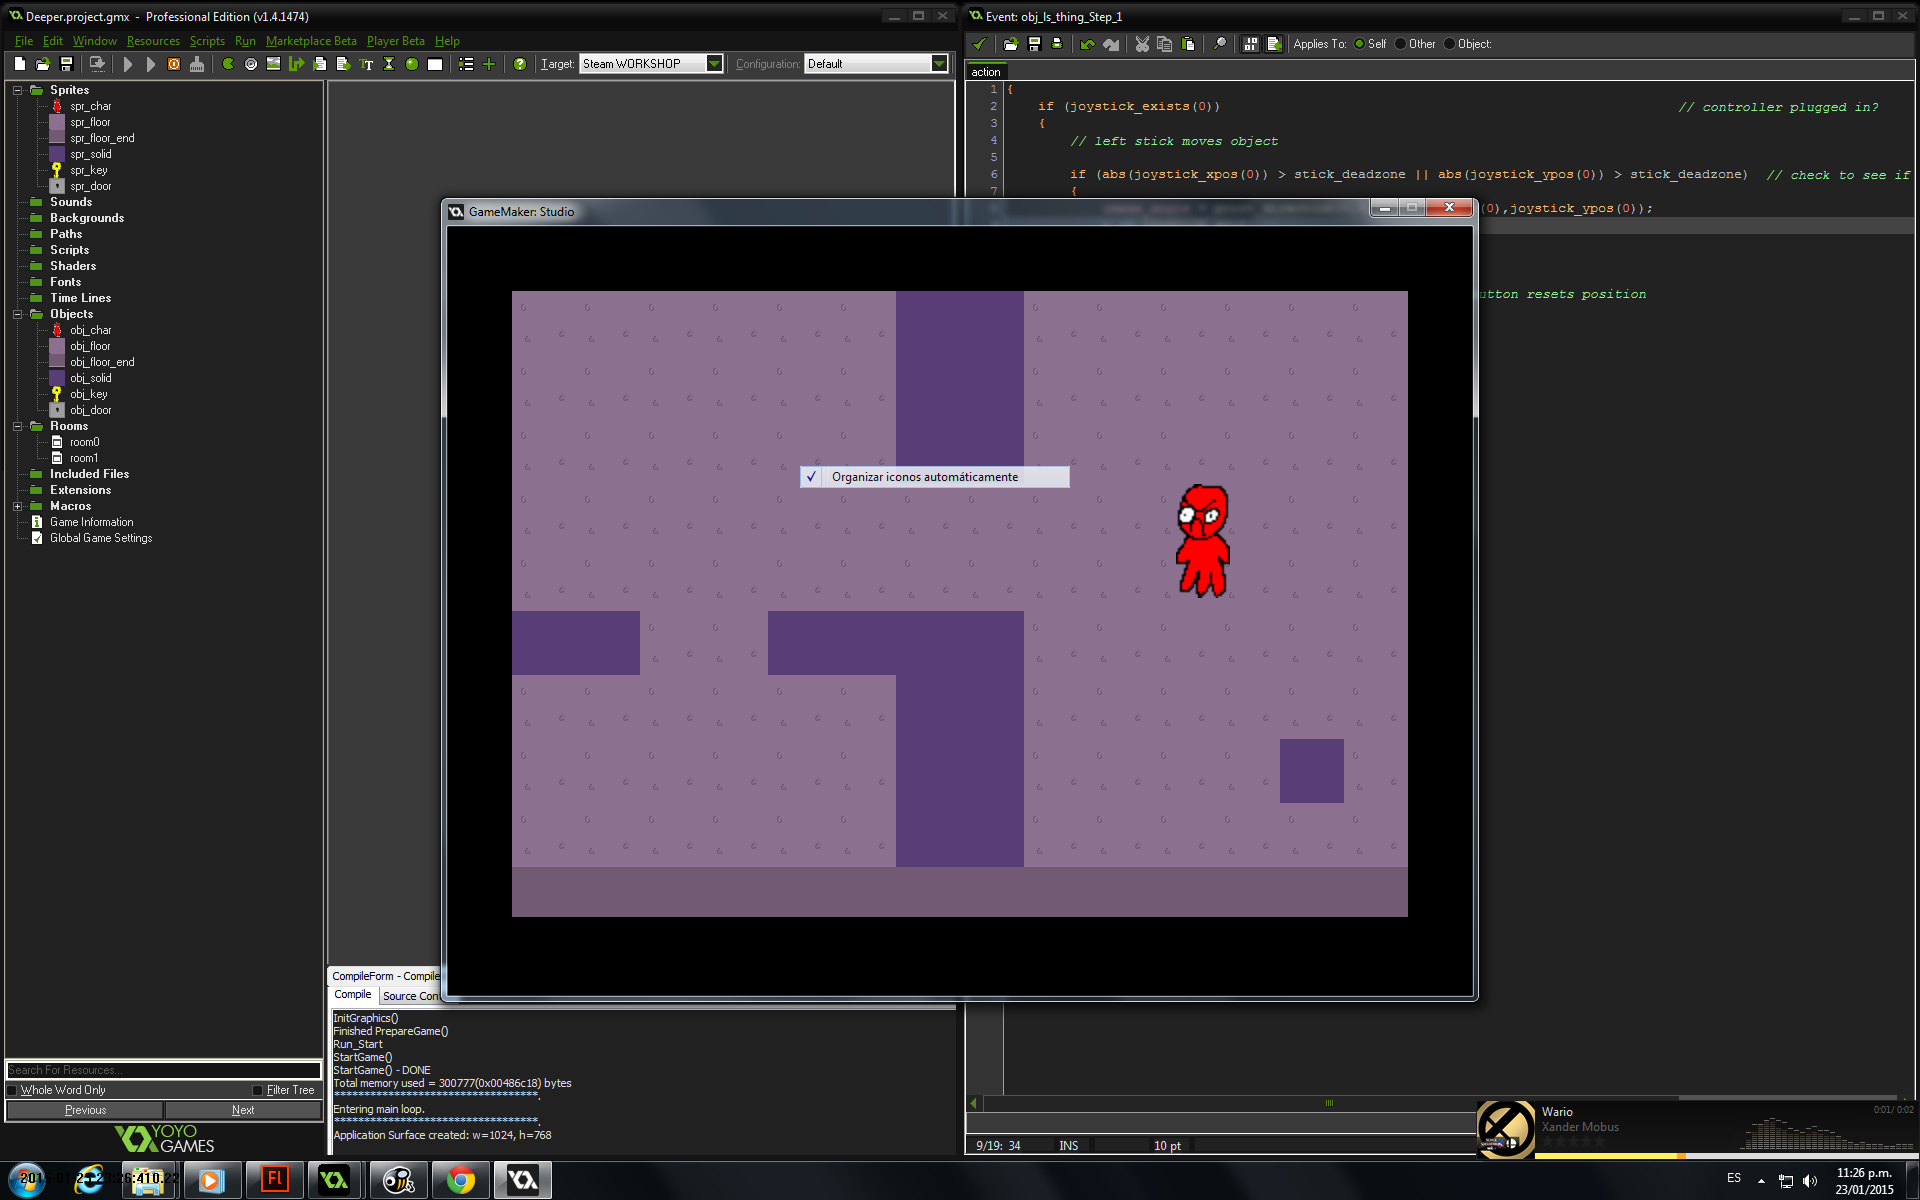 Deeper.project.gmx - Professional Edition (v1.4.1474)
File Edit Window Resources Scripts Run Marketplace Beta Player Beta Help
Target: Steam WORKSHOP Configuration: Default
Sprites
spr_char
spr_floor
spr_floor_end
spr_solid
spr_key
spr_door
Sounds
Backgrounds
Paths
Scripts
Shaders
Fonts
Time Lines
Objects
obj_char
obj_floor
obj_floor_end
obj_solid
obj_key
obj_door
Rooms
room0
room1
Included Files
Extensions
Macros
Game Information
Global Game Settings
Search For Resources...
Whole Word Only Filter Tree
Previous Next
YOYO
GAMES
Event: obj_ls_thing_Step_1
Applies To: Self Other Object:
action
1 {
2 if (joystick_exists(0)) // controller plugged in?
3 {
4 // left stick moves object
5
6 if (abs(joystick_xpos(0)) > stick_deadzone || abs(joystick_ypos(0)) > stick_deadzone) // check to see if
7 {
(0),joystick_ypos(0));
utton resets position
GameMaker: Studio
✓ Organizar iconos automáticamente
CompileForm - Compile
Compile Source Con
InitGraphics()
Finished PrepareGame()
Run_Start
StartGame()
StartGame() - DONE
Total memory used = 300777(0x00486c18) bytes
***********************************.
Entering main loop.
***********************************.
Application Surface created: w=1024, h=768
9/19: 34 INS 10 pt
Wario
Xander Mobus
0:01/ 0:02
Fl
ES
11:26 p.m.
23/01/2015